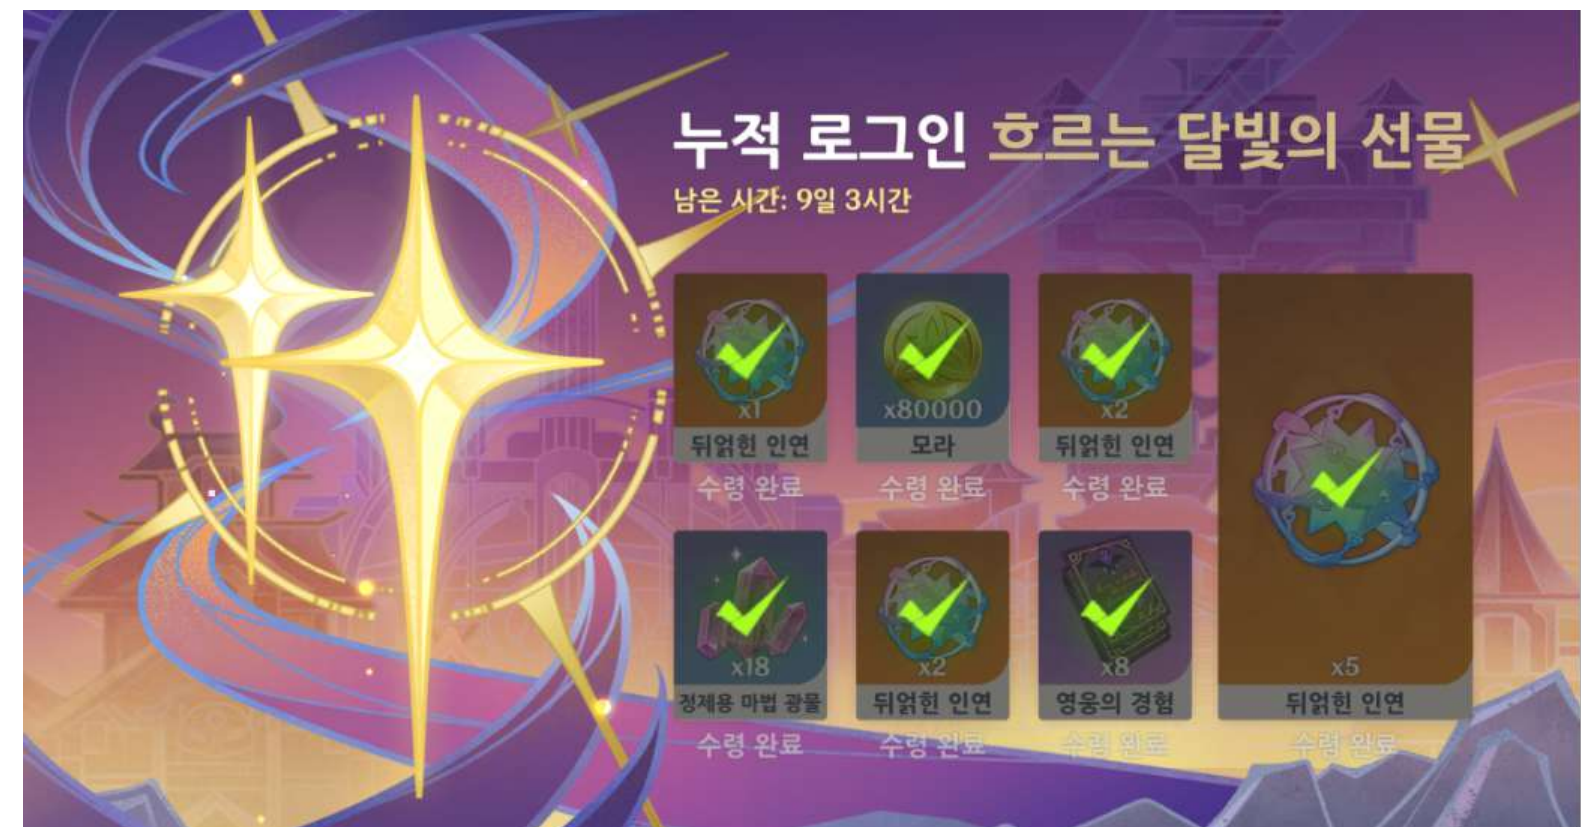 누적 로그인 흐르는 달빛의 선물
남은 시간: 9일 3시간
x1
뒤얽힌 인연
수령 완료
x80000
모라
수령 완료
x2
뒤얽힌 인연
수령 완료
x18
정제용 마법 광물
수령 완료
x2
뒤얽힌 인연
수령 완료
x8
영웅의 경험
수령 완료
x5
뒤얽힌 인연
수령 완료